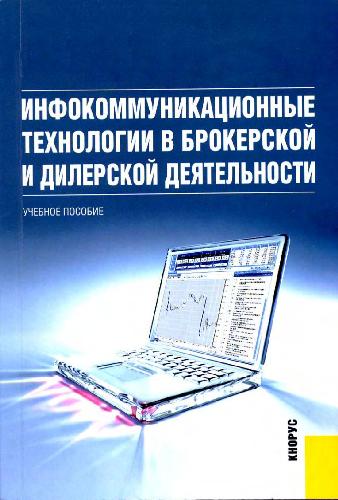 ИНФОКОММУНИКАЦИОННЫЕ
ТЕХНОЛОГИИ В БРОКЕРСКОЙ
И ДИЛЕРСКОЙ ДЕЯТЕЛЬНОСТИ
УЧЕБНОЕ ПОСОБИЕ
КНОРУС